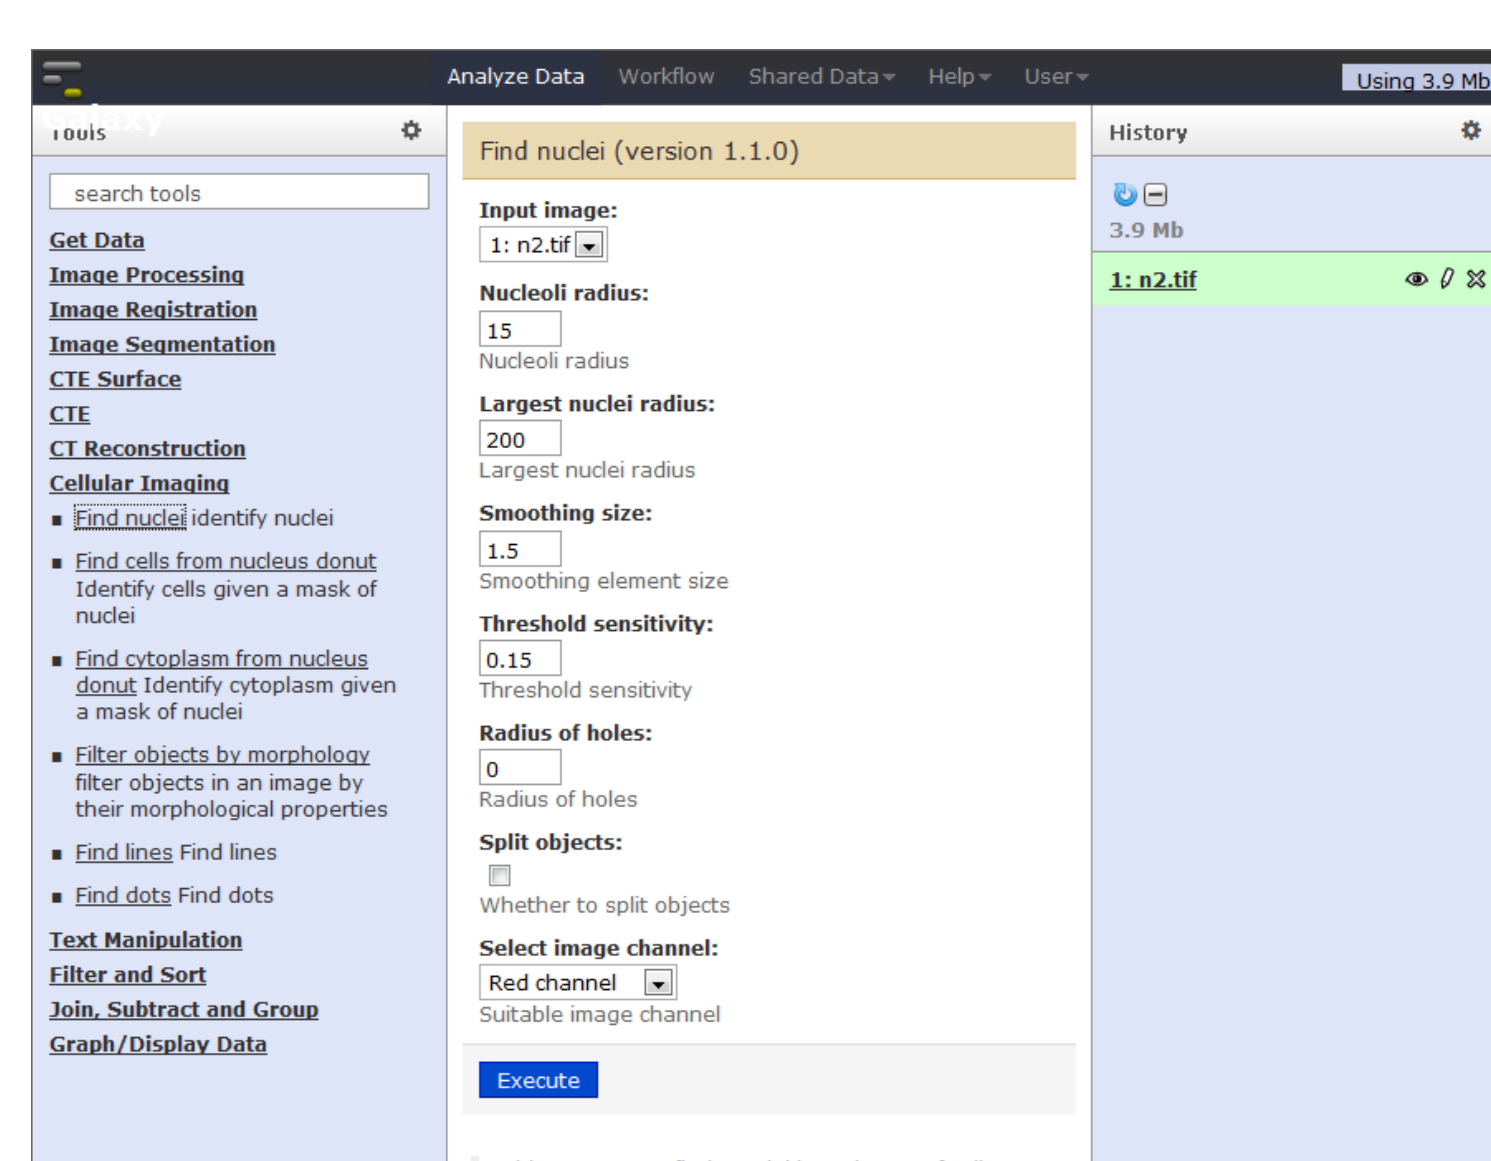 Analyze Data Workflow Shared Data Help User Using 3.9 Mb
Galaxy
Tools
search tools
Get Data
Image Processing
Image Registration
Image Segmentation
CTE Surface
CTE
CT Reconstruction
Cellular Imaging
Find nuclei identify nuclei
Find cells from nucleus donut
Identify cells given a mask of
nuclei
Find cytoplasm from nucleus
donut Identify cytoplasm given
a mask of nuclei
Filter objects by morphology
filter objects in an image by
their morphological properties
Find lines Find lines
Find dots Find dots
Text Manipulation
Filter and Sort
Join, Subtract and Group
Graph/Display Data
Find nuclei (version 1.1.0)
Input image:
1: n2.tif
Nucleoli radius:
15
Nucleoli radius
Largest nuclei radius:
200
Largest nuclei radius
Smoothing size:
1.5
Smoothing element size
Threshold sensitivity:
0.15
Threshold sensitivity
Radius of holes:
0
Radius of holes
Split objects:
Whether to split objects
Select image channel:
Red channel
Suitable image channel
Execute
History
3.9 Mb
1: n2.tif